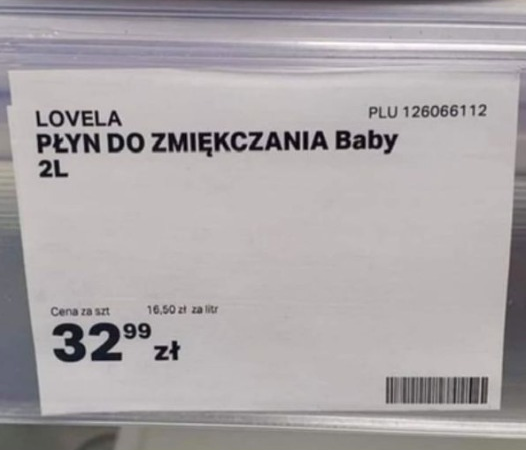 LOVELA
PLU 126066112
PŁYN DO ZMIĘKCZANIA Baby
2L
Cena za szt 16,50 zł za litr
32⁹⁹ zł